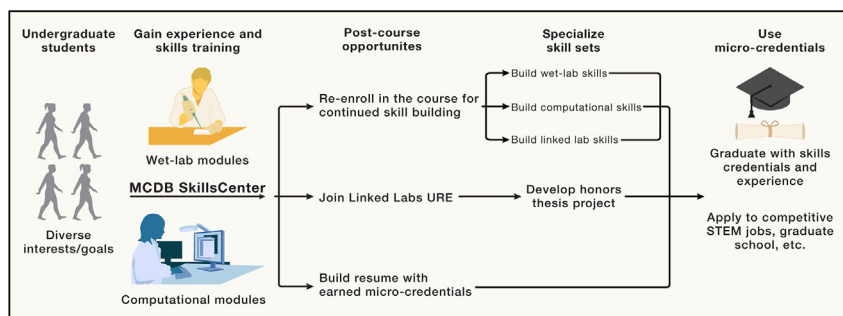 Undergraduate
students
Gain experience and
skills training
Post-course
opportunites
Specialize
skill sets
Use
micro-credentials
Diverse
interests/goals
Wet-lab modules
MCDB SkillsCenter
Computational modules
Re-enroll in the course for
continued skill building
Join Linked Labs URE
Build resume with
earned micro-credentials
Build wet-lab skills
Build computational skills
Build linked lab skills
Develop honors
thesis project
Graduate with skills
credentials and
experience
Apply to competitive
STEM jobs, graduate
school, etc.